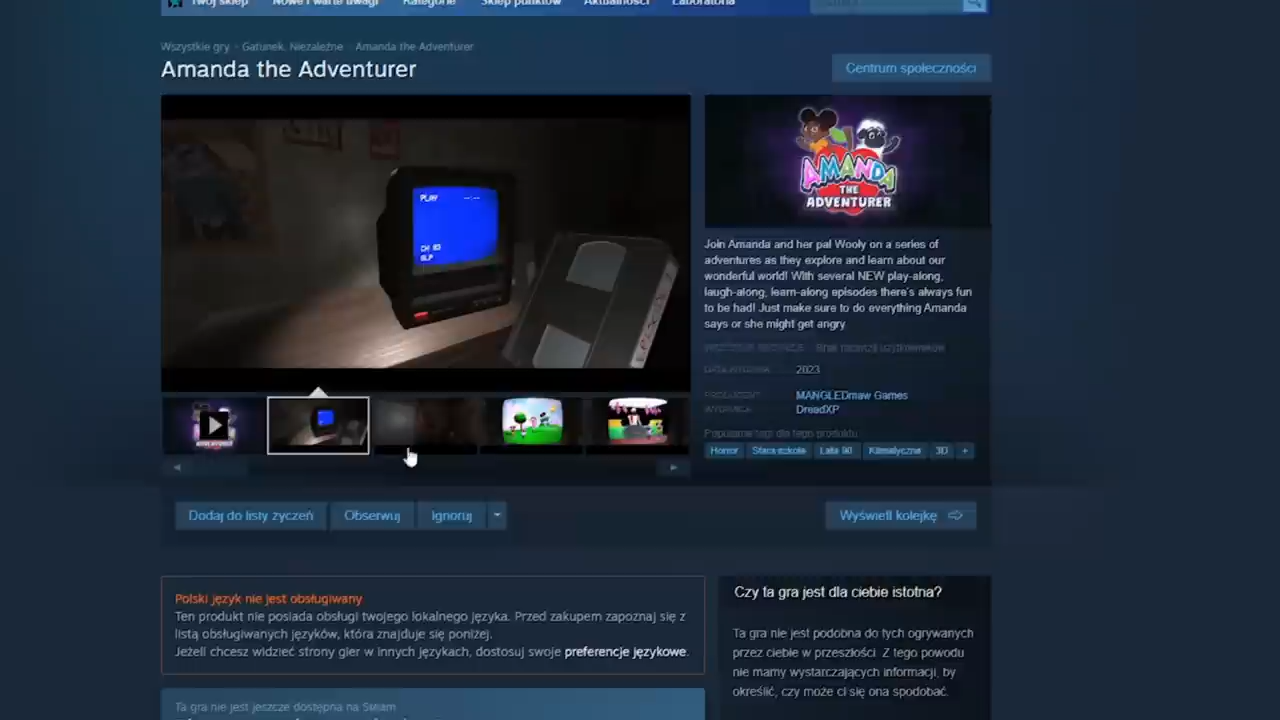 Twój sklep Nowe i warte uwagi Kategorie Sklep punktów Aktualności Laboratoria
Wszystkie gry Gatunek: Niezależne Amanda the Adventurer
Amanda the Adventurer
Centrum społeczności
PLAY --:--
CH 03
SLP
AMANDA
THE
ADVENTURER
Join Amanda and her pal Wooly on a series of
adventures as they explore and learn about our
wonderful world! With several NEW play-along,
laugh-along, learn-along episodes there's always fun
to be had! Just make sure to do everything Amanda
says or she might get angry
Brak recenzji użytkowników
DATA WYDANIA: 2023
PRODUCENT: MANGLEDmaw Games
WYDAWCA: DreadXP
Popularne tagi dla tego produktu:
Horror Stara szkoła Lata 90 Klimatyczne 3D +
Dodaj do listy życzeń Obserwuj Ignoruj
Wyświetl kolejkę
Polski język nie jest obsługiwany
Ten produkt nie posiada obsługi twojego lokalnego języka. Przed zakupem zapoznaj się z
listą obsługiwanych języków, która znajduje się poniżej.
Jeżeli chcesz widzieć strony gier w innych językach, dostosuj swoje preferencje językowe.
Czy ta gra jest dla ciebie istotna?
Ta gra nie jest podobna do tych ogrywanych
przez ciebie w przeszłości. Z tego powodu
nie mamy wystarczających informacji, by
określić, czy może ci się ona spodobać.
Ta gra nie jest jeszcze dostępna na Steam